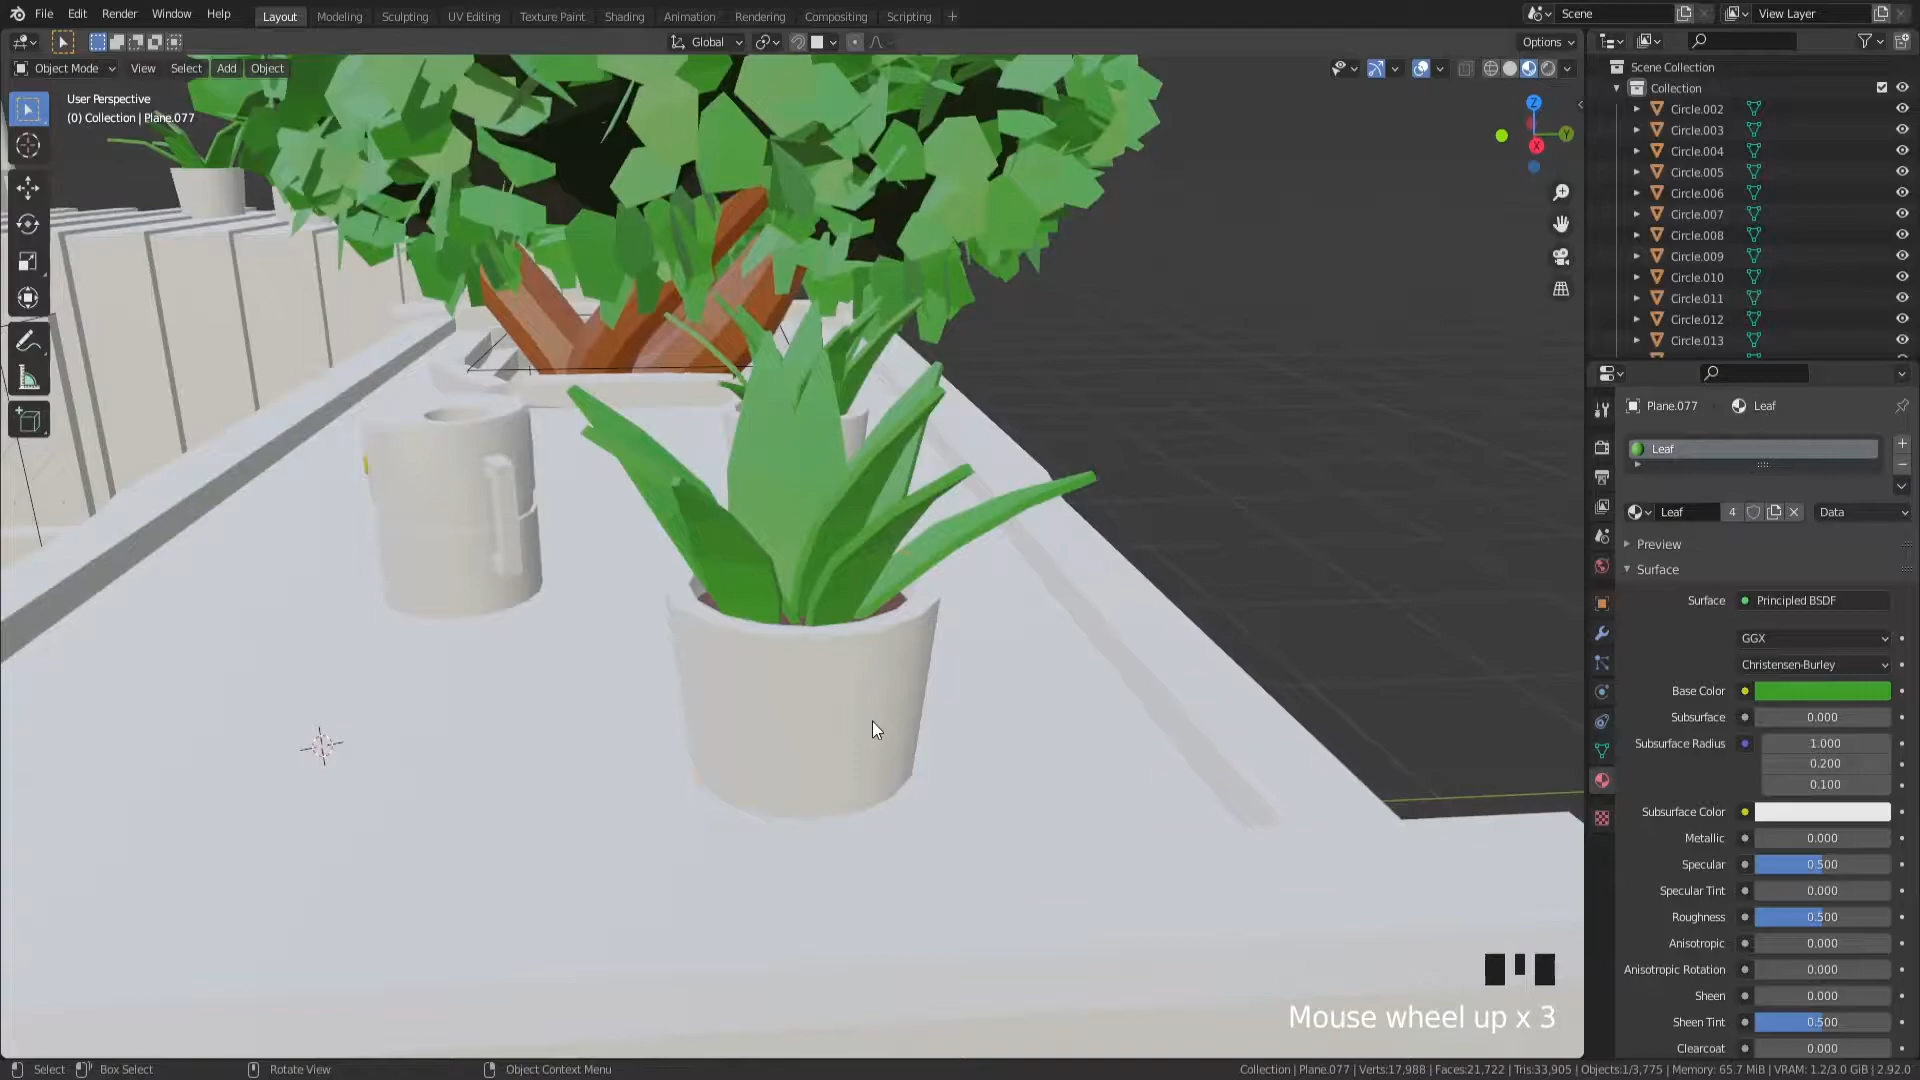 File Edit Render Window Help
Layout Modeling Sculpting UV Editing Texture Paint Shading Animation Rendering Compositing Scripting +
Scene
View Layer
Global
Options
Object Mode View Select Add Object
User Perspective
(0) Collection | Plane.077
Z
Y
X
Scene Collection
Collection
Circle.002
Circle.003
Circle.004
Circle.005
Circle.006
Circle.007
Circle.008
Circle.009
Circle.010
Circle.011
Circle.012
Circle.013
Plane.077 Leaf
Leaf
Leaf 4 Data
Preview
Surface
Surface Principled BSDF
GGX
Christensen-Burley
Base Color
Subsurface 0.000
Subsurface Radius 1.000
0.200
0.100
Subsurface Color
Metallic 0.000
Specular 0.500
Specular Tint 0.000
Roughness 0.500
Anisotropic 0.000
Anisotropic Rotation 0.000
Sheen 0.000
Sheen Tint 0.500
Clearcoat 0.000
Mouse wheel up x 3
Select Box Select Rotate View Object Context Menu
Collection | Plane.077 | Verts:17,988 | Faces:21,722 | Tris:33,905 | Objects:1/3,775 | Memory: 65.7 MiB | VRAM: 1.2/3.0 GiB | 2.92.0